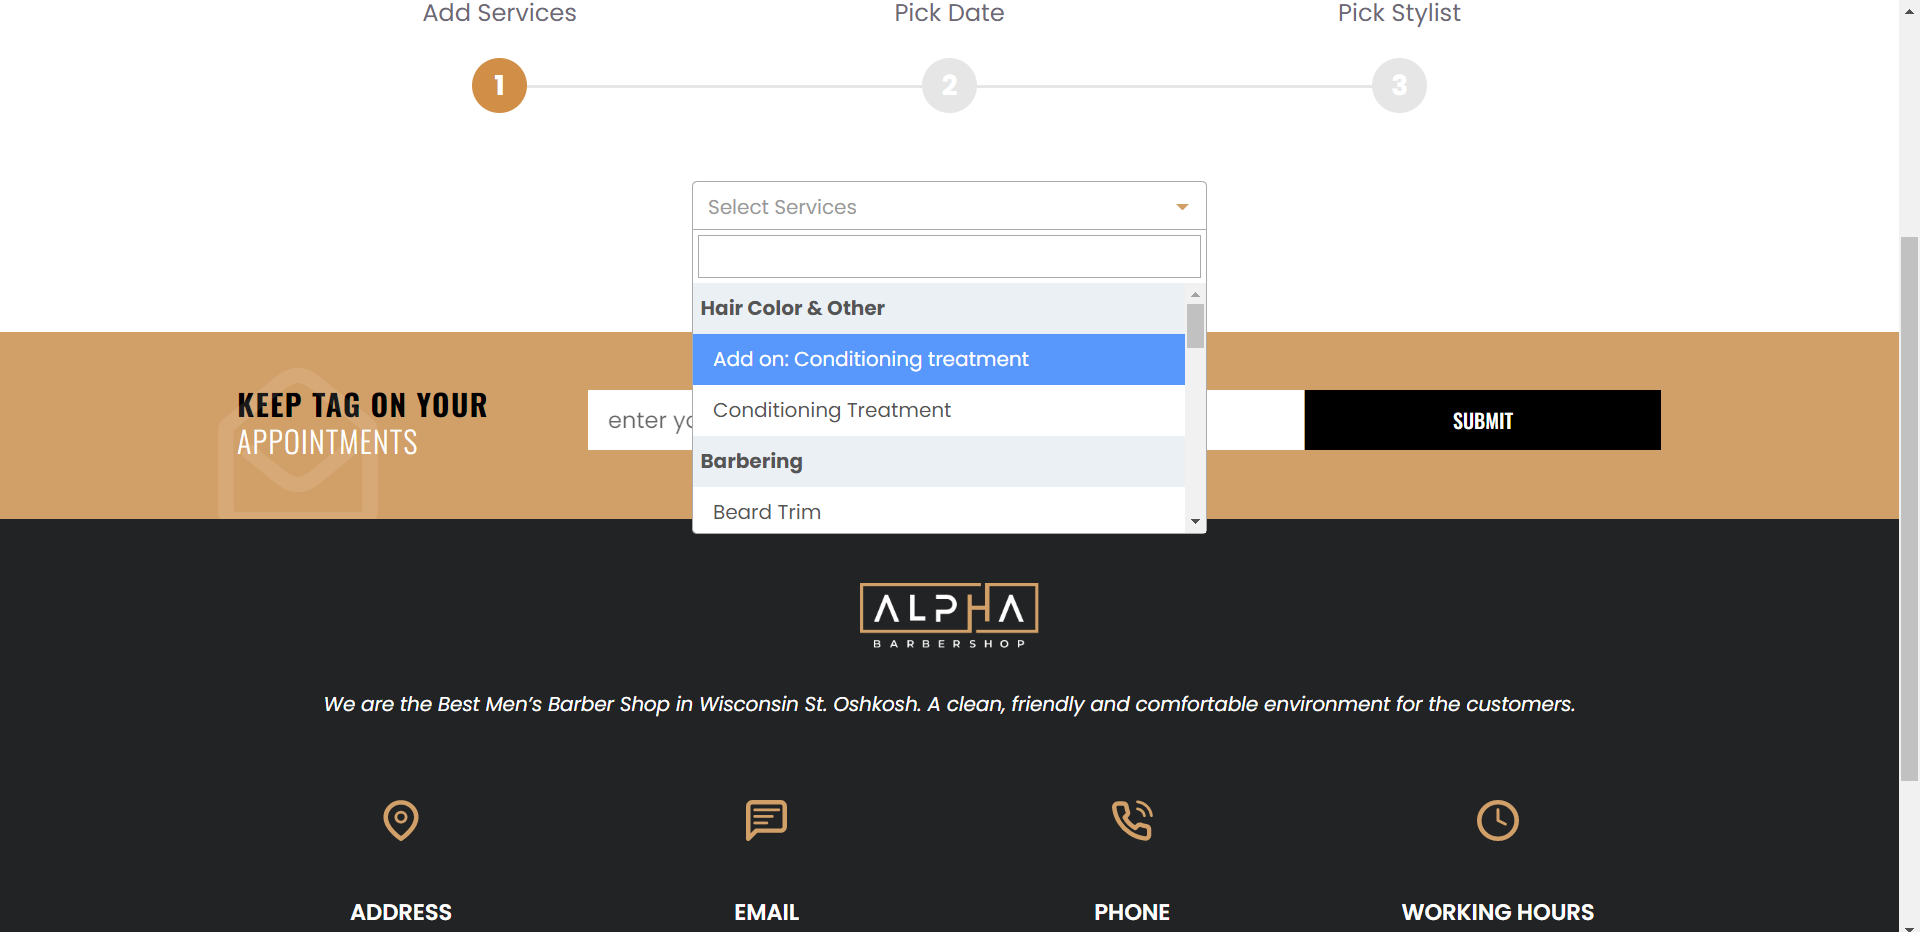 Add Services Pick Date Pick Stylist
1 2 3
Select Services
Hair Color & Other
Add on: Conditioning treatment
Conditioning Treatment
Barbering
Beard Trim
KEEP TAG ON YOUR
APPOINTMENTS
enter yo
SUBMIT
ALPHA
BARBERSHOP
We are the Best Men's Barber Shop in Wisconsin St. Oshkosh. A clean, friendly and comfortable environment for the customers.
ADDRESS EMAIL PHONE WORKING HOURS